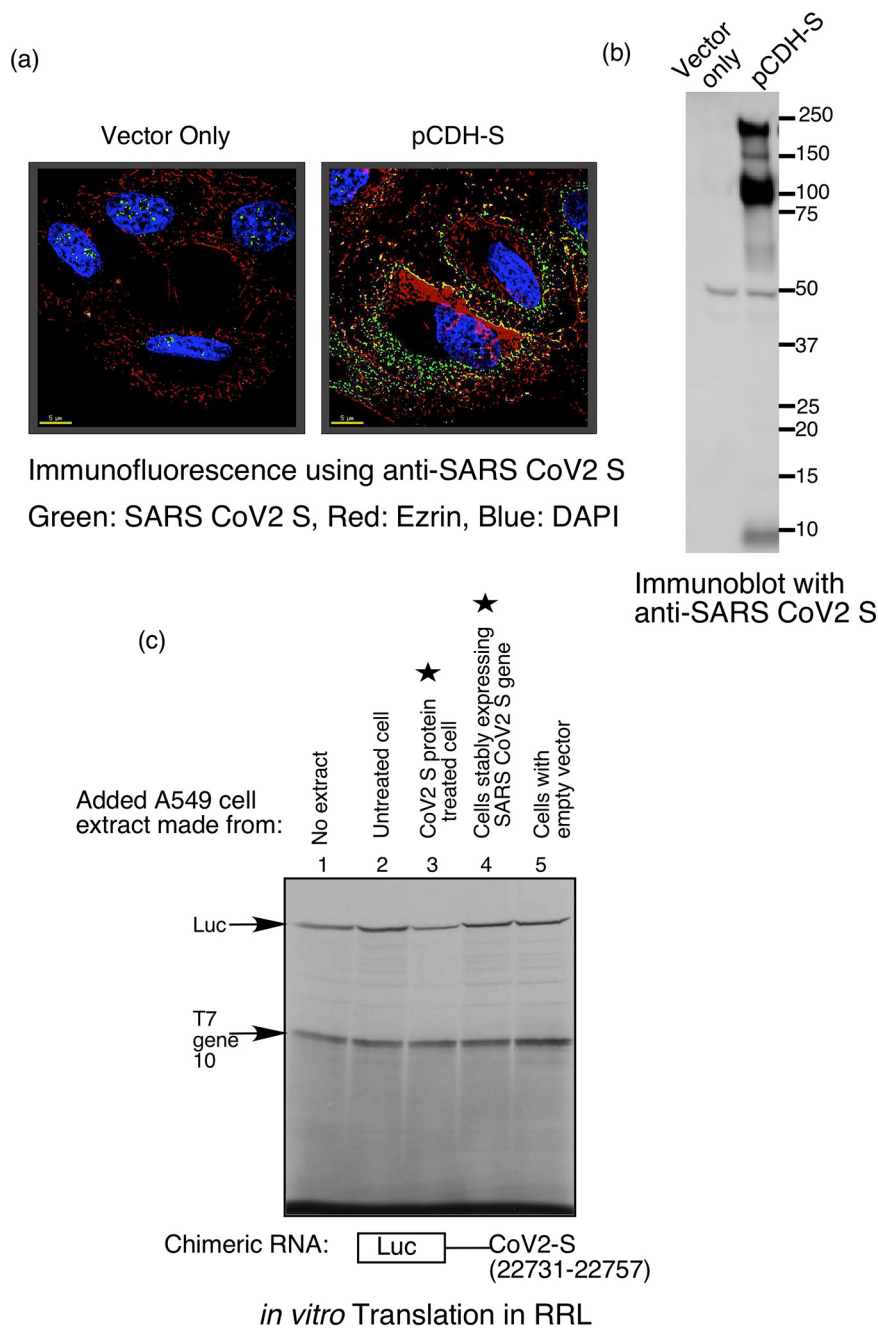 (a)
Vector Only
pCDH-S
5 µm
5 µm
Immunofluorescence using anti-SARS CoV2 S
Green: SARS CoV2 S, Red: Ezrin, Blue: DAPI
(b)
Vector
only
pCDH-S
250
150
100
75
50
37
25
20
15
10
Immunoblot with
anti-SARS CoV2 S
(c)
Added A549 cell
extract made from:
No extract
Untreated cell
CoV2 S protein
treated cell
Cells stably expressing
SARS CoV2 S gene
Cells with
empty vector
1 2 3 4 5
Luc
T7
gene
10
Chimeric RNA:
Luc
CoV2-S
(22731-22757)
in vitro Translation in RRL